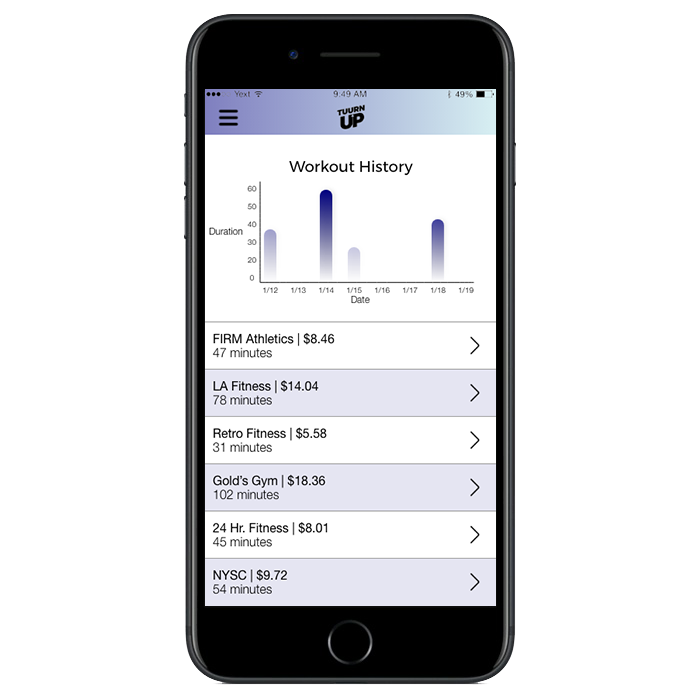 Yext 9:49 AM 49%
TUURN
UP
Workout History
60
50
40
Duration
30
20
0
1/12 1/13 1/14 1/15 1/16 1/17 1/18 1/19
Date
FIRM Athletics | $8.46
47 minutes
LA Fitness | $14.04
78 minutes
Retro Fitness | $5.58
31 minutes
Gold's Gym | $18.36
102 minutes
24 Hr. Fitness | $8.01
45 minutes
NYSC | $9.72
54 minutes